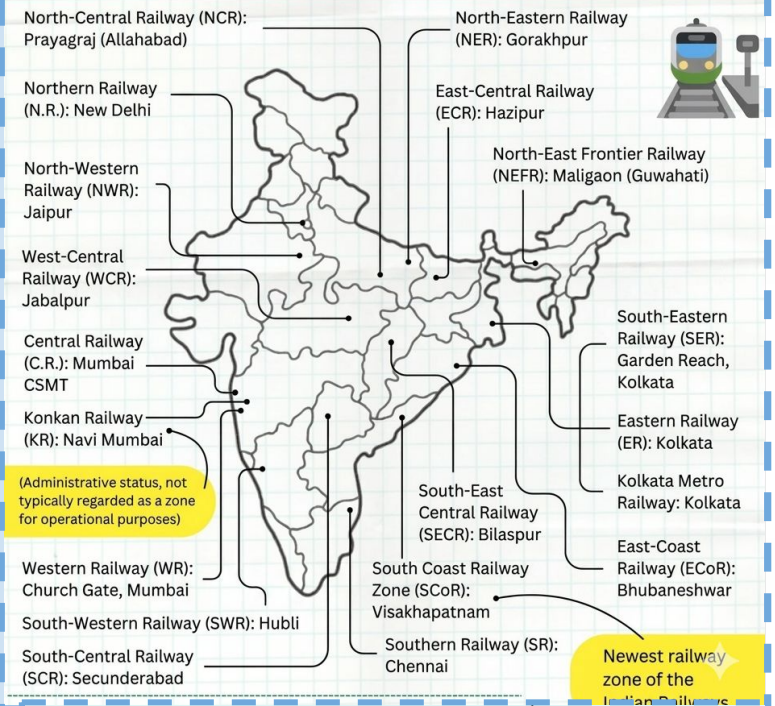 North-Central Railway (NCR):
Prayagraj (Allahabad)
North-Eastern Railway
(NER): Gorakhpur
Northern Railway
(N.R.): New Delhi
East-Central Railway
(ECR): Hazipur
North-East Frontier Railway
(NEFR): Maligaon (Guwahati)
North-Western
Railway (NWR):
Jaipur
West-Central
Railway (WCR):
Jabalpur
Central Railway
(C.R.): Mumbai
CSMT
Konkan Railway
(KR): Navi Mumbai
(Administrative status, not
typically regarded as a zone
for operational purposes)
South-Eastern
Railway (SER):
Garden Reach,
Kolkata
Eastern Railway
(ER): Kolkata
Kolkata Metro
Railway: Kolkata
South-East
Central Railway
(SECR): Bilaspur
East-Coast
Railway (ECoR):
Bhubaneshwar
Western Railway (WR):
Church Gate, Mumbai
South Coast Railway
Zone (SCoR):
Visakhapatnam
South-Western Railway (SWR): Hubli
South-Central Railway
(SCR): Secunderabad
Southern Railway (SR):
Chennai
Newest railway
zone of the
Indian Railways